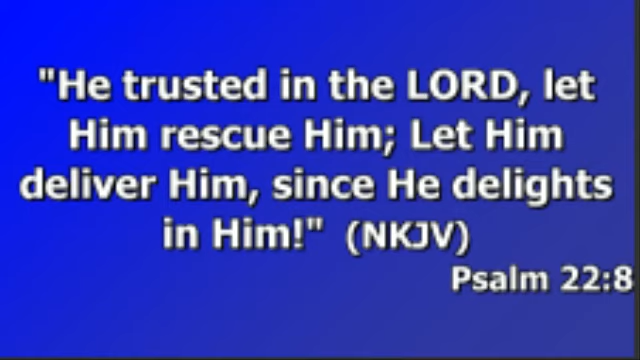 "He trusted in the LORD, let
Him rescue Him; Let Him
deliver Him, since He delights
in Him!" (NKJV)
Psalm 22:8